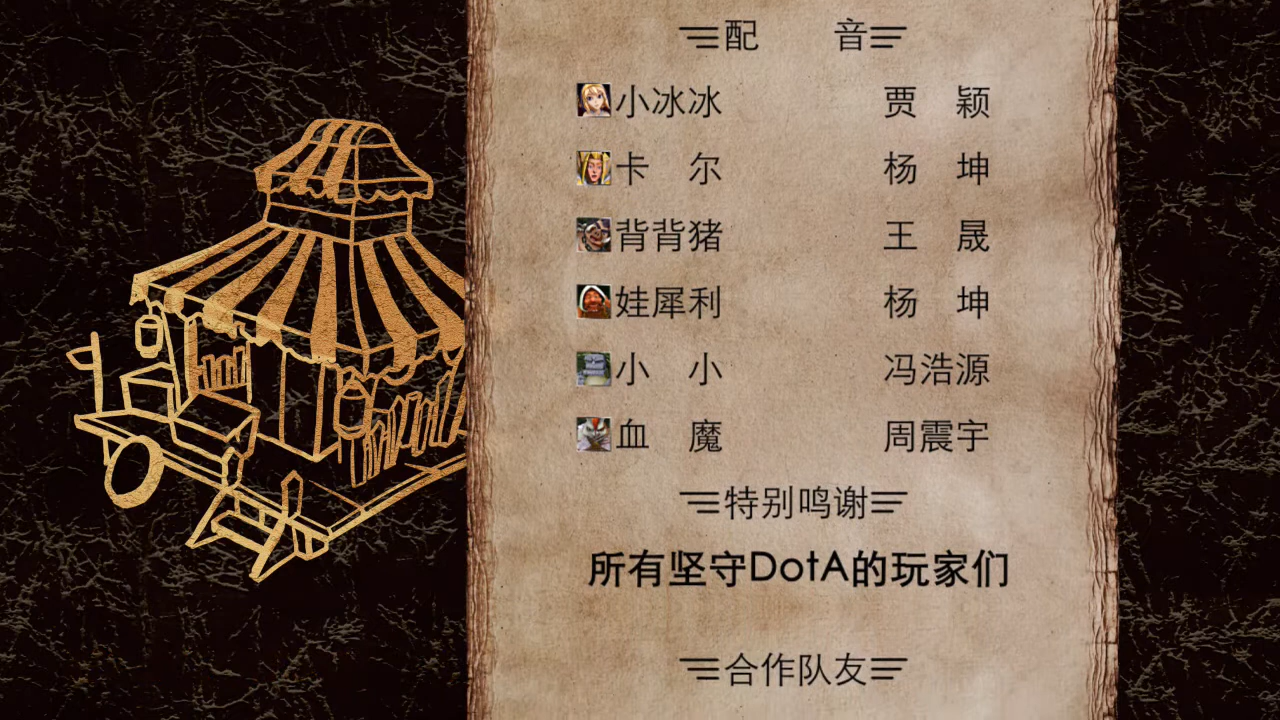 配 音
小冰冰 贾 颖
卡 尔 杨 坤
背背猪 王 晟
娃犀利 杨 坤
小 小 冯浩源
血 魔 周震宇
特别鸣谢
所有坚守DotA的玩家们
合作队友